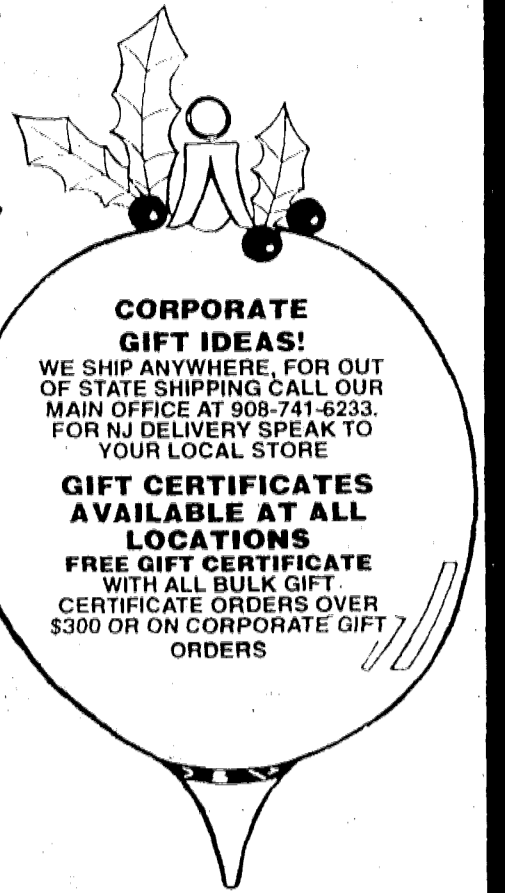 CORPORATE
GIFT IDEAS!
WE SHIP ANYWHERE, FOR OUT
OF STATE SHIPPING CALL OUR
MAIN OFFICE AT 908-741-6233.
FOR NJ DELIVERY SPEAK TO
YOUR LOCAL STORE
GIFT CERTIFICATES
AVAILABLE AT ALL
LOCATIONS
FREE GIFT CERTIFICATE
WITH ALL BULK GIFT
CERTIFICATE ORDERS OVER
$300 OR ON CORPORATE GIFT
ORDERS